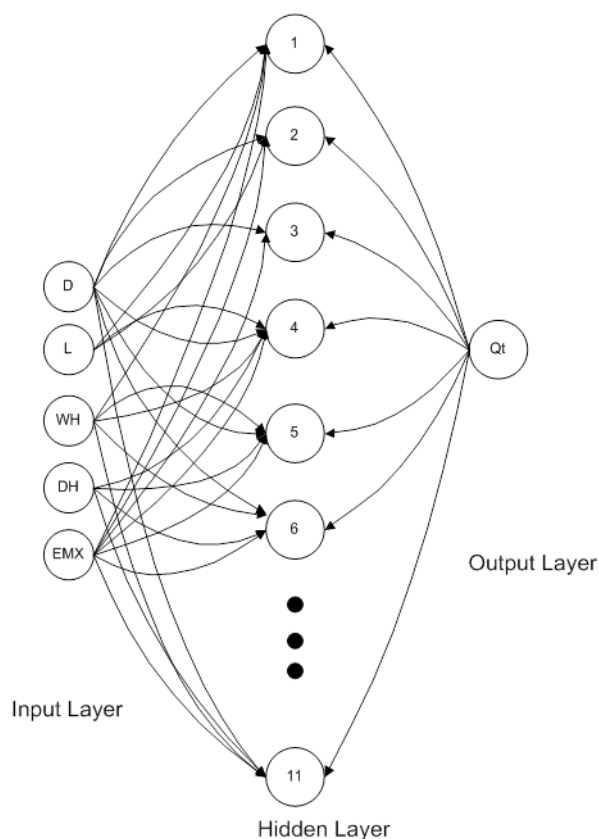 1
2
3
D
4
L
Qt
WH
5
DH
6
EMX
Output Layer
Input Layer
11
Hidden Layer